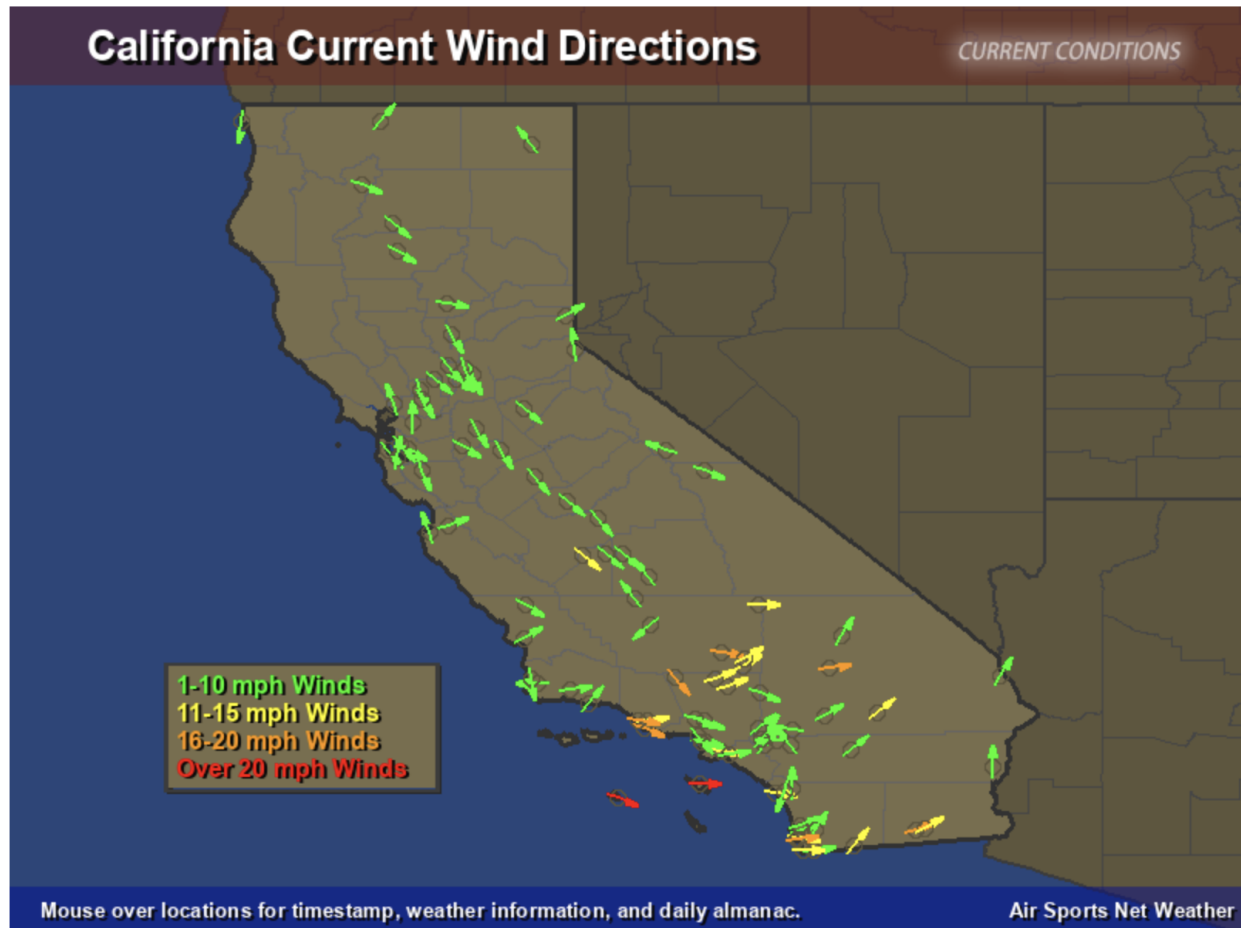 California Current Wind Directions
CURRENT CONDITIONS
1-10 mph Winds
11-15 mph Winds
16-20 mph Winds
Over 20 mph Winds
Mouse over locations for timestamp, weather information, and daily almanac.
Air Sports Net Weather